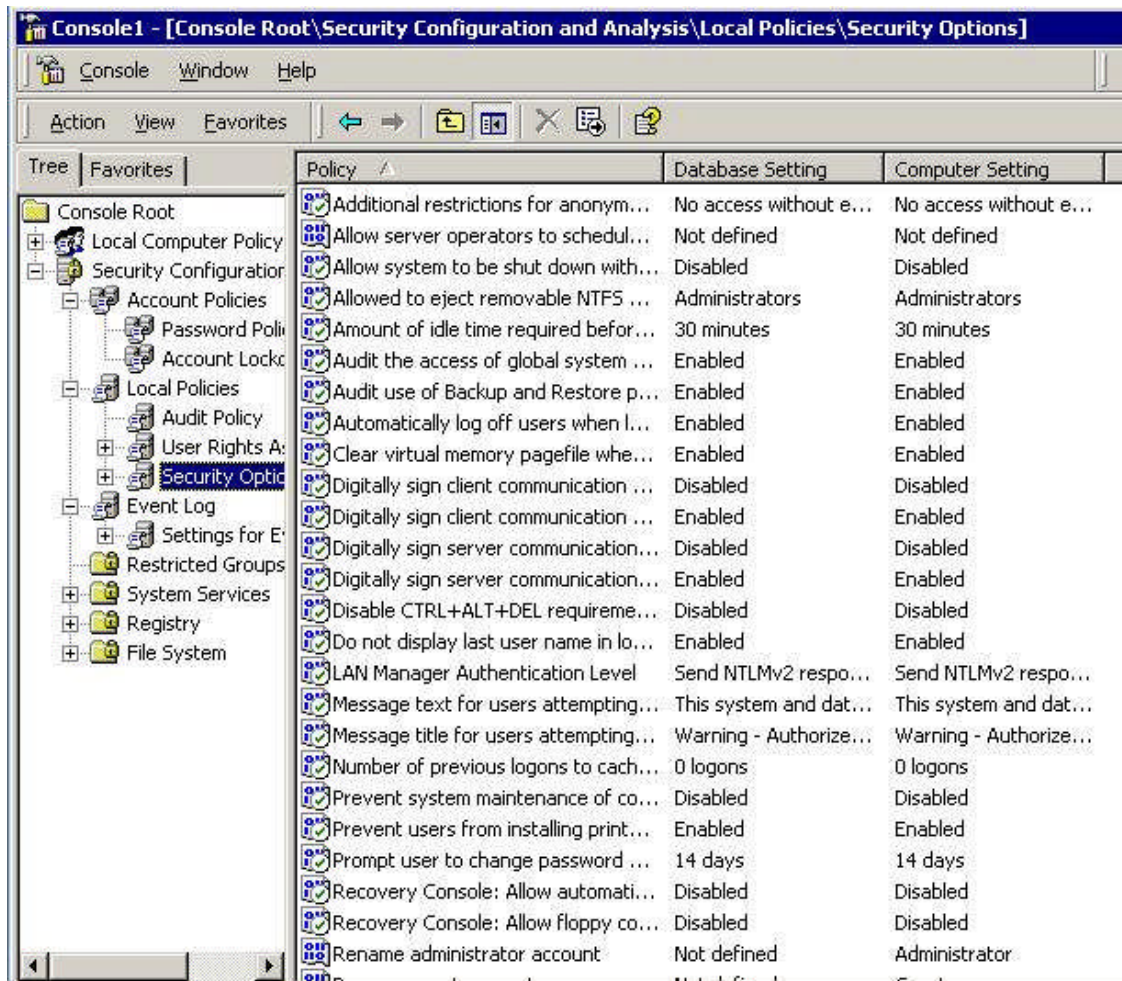 Console1 - [Console Root\Security Configuration and Analysis\Local Policies\Security Options]
Console Window Help
Action View Favorites
Tree Favorites
Console Root
Local Computer Policy
Security Configuration
Account Policies
Password Poli
Account Locko
Local Policies
Audit Policy
User Rights As
Security Optio
Event Log
Settings for E
Restricted Groups
System Services
Registry
File System
Policy Database Setting Computer Setting
Additional restrictions for anonym... No access without e... No access without e...
Allow server operators to schedul... Not defined Not defined
Allow system to be shut down with... Disabled Disabled
Allowed to eject removable NTFS ... Administrators Administrators
Amount of idle time required befor... 30 minutes 30 minutes
Audit the access of global system ... Enabled Enabled
Audit use of Backup and Restore p... Enabled Enabled
Automatically log off users when l... Enabled Enabled
Clear virtual memory pagefile whe... Enabled Enabled
Digitally sign client communication ... Disabled Disabled
Digitally sign client communication ... Enabled Enabled
Digitally sign server communication... Disabled Disabled
Digitally sign server communication... Enabled Enabled
Disable CTRL+ALT+DEL requireme... Disabled Disabled
Do not display last user name in lo... Enabled Enabled
LAN Manager Authentication Level Send NTLMv2 respo... Send NTLMv2 respo...
Message text for users attempting... This system and dat... This system and dat...
Message title for users attempting... Warning - Authorize... Warning - Authorize...
Number of previous logons to cach... 0 logons 0 logons
Prevent system maintenance of co... Disabled Disabled
Prevent users from installing print... Enabled Enabled
Prompt user to change password ... 14 days 14 days
Recovery Console: Allow automati... Disabled Disabled
Recovery Console: Allow floppy co... Disabled Disabled
Rename administrator account Not defined Administrator